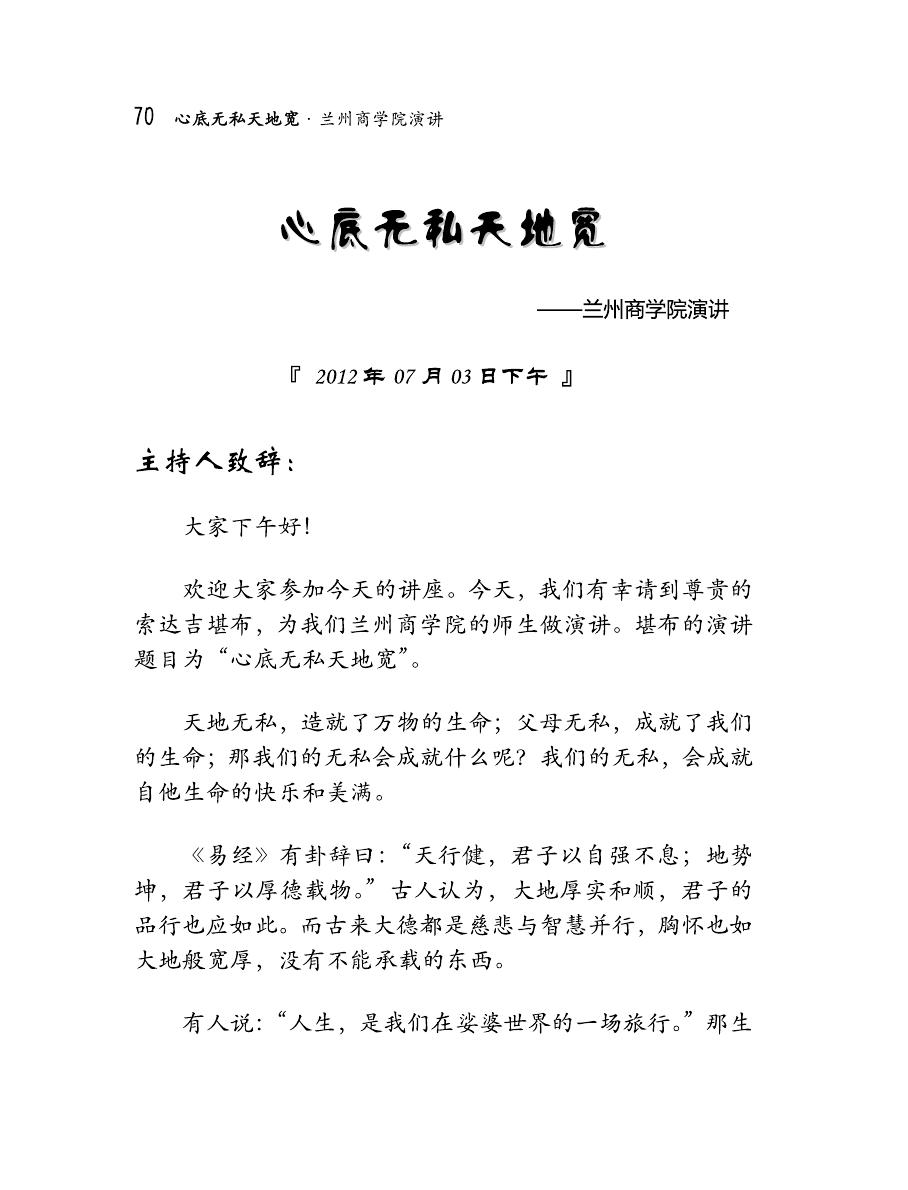 70 心底无私天地宽·兰州商学院演讲
心底无私天地宽
——兰州商学院演讲
『 2012年07月03日下午 』
主持人致辞：
大家下午好！
欢迎大家参加今天的讲座。今天，我们有幸请到尊贵的
索达吉堪布，为我们兰州商学院的师生做演讲。堪布的演讲
题目为“心底无私天地宽”。
天地无私，造就了万物的生命；父母无私，成就了我们
的生命；那我们的无私会成就什么呢？我们的无私，会成就
自他生命的快乐和美满。
《易经》有卦辞曰：“天行健，君子以自强不息；地势
坤，君子以厚德载物。”古人认为，大地厚实和顺，君子的
品行也应如此。而古来大德都是慈悲与智慧并行，胸怀也如
大地般宽厚，没有不能承载的东西。
有人说：“人生，是我们在娑婆世界的一场旅行。”那生